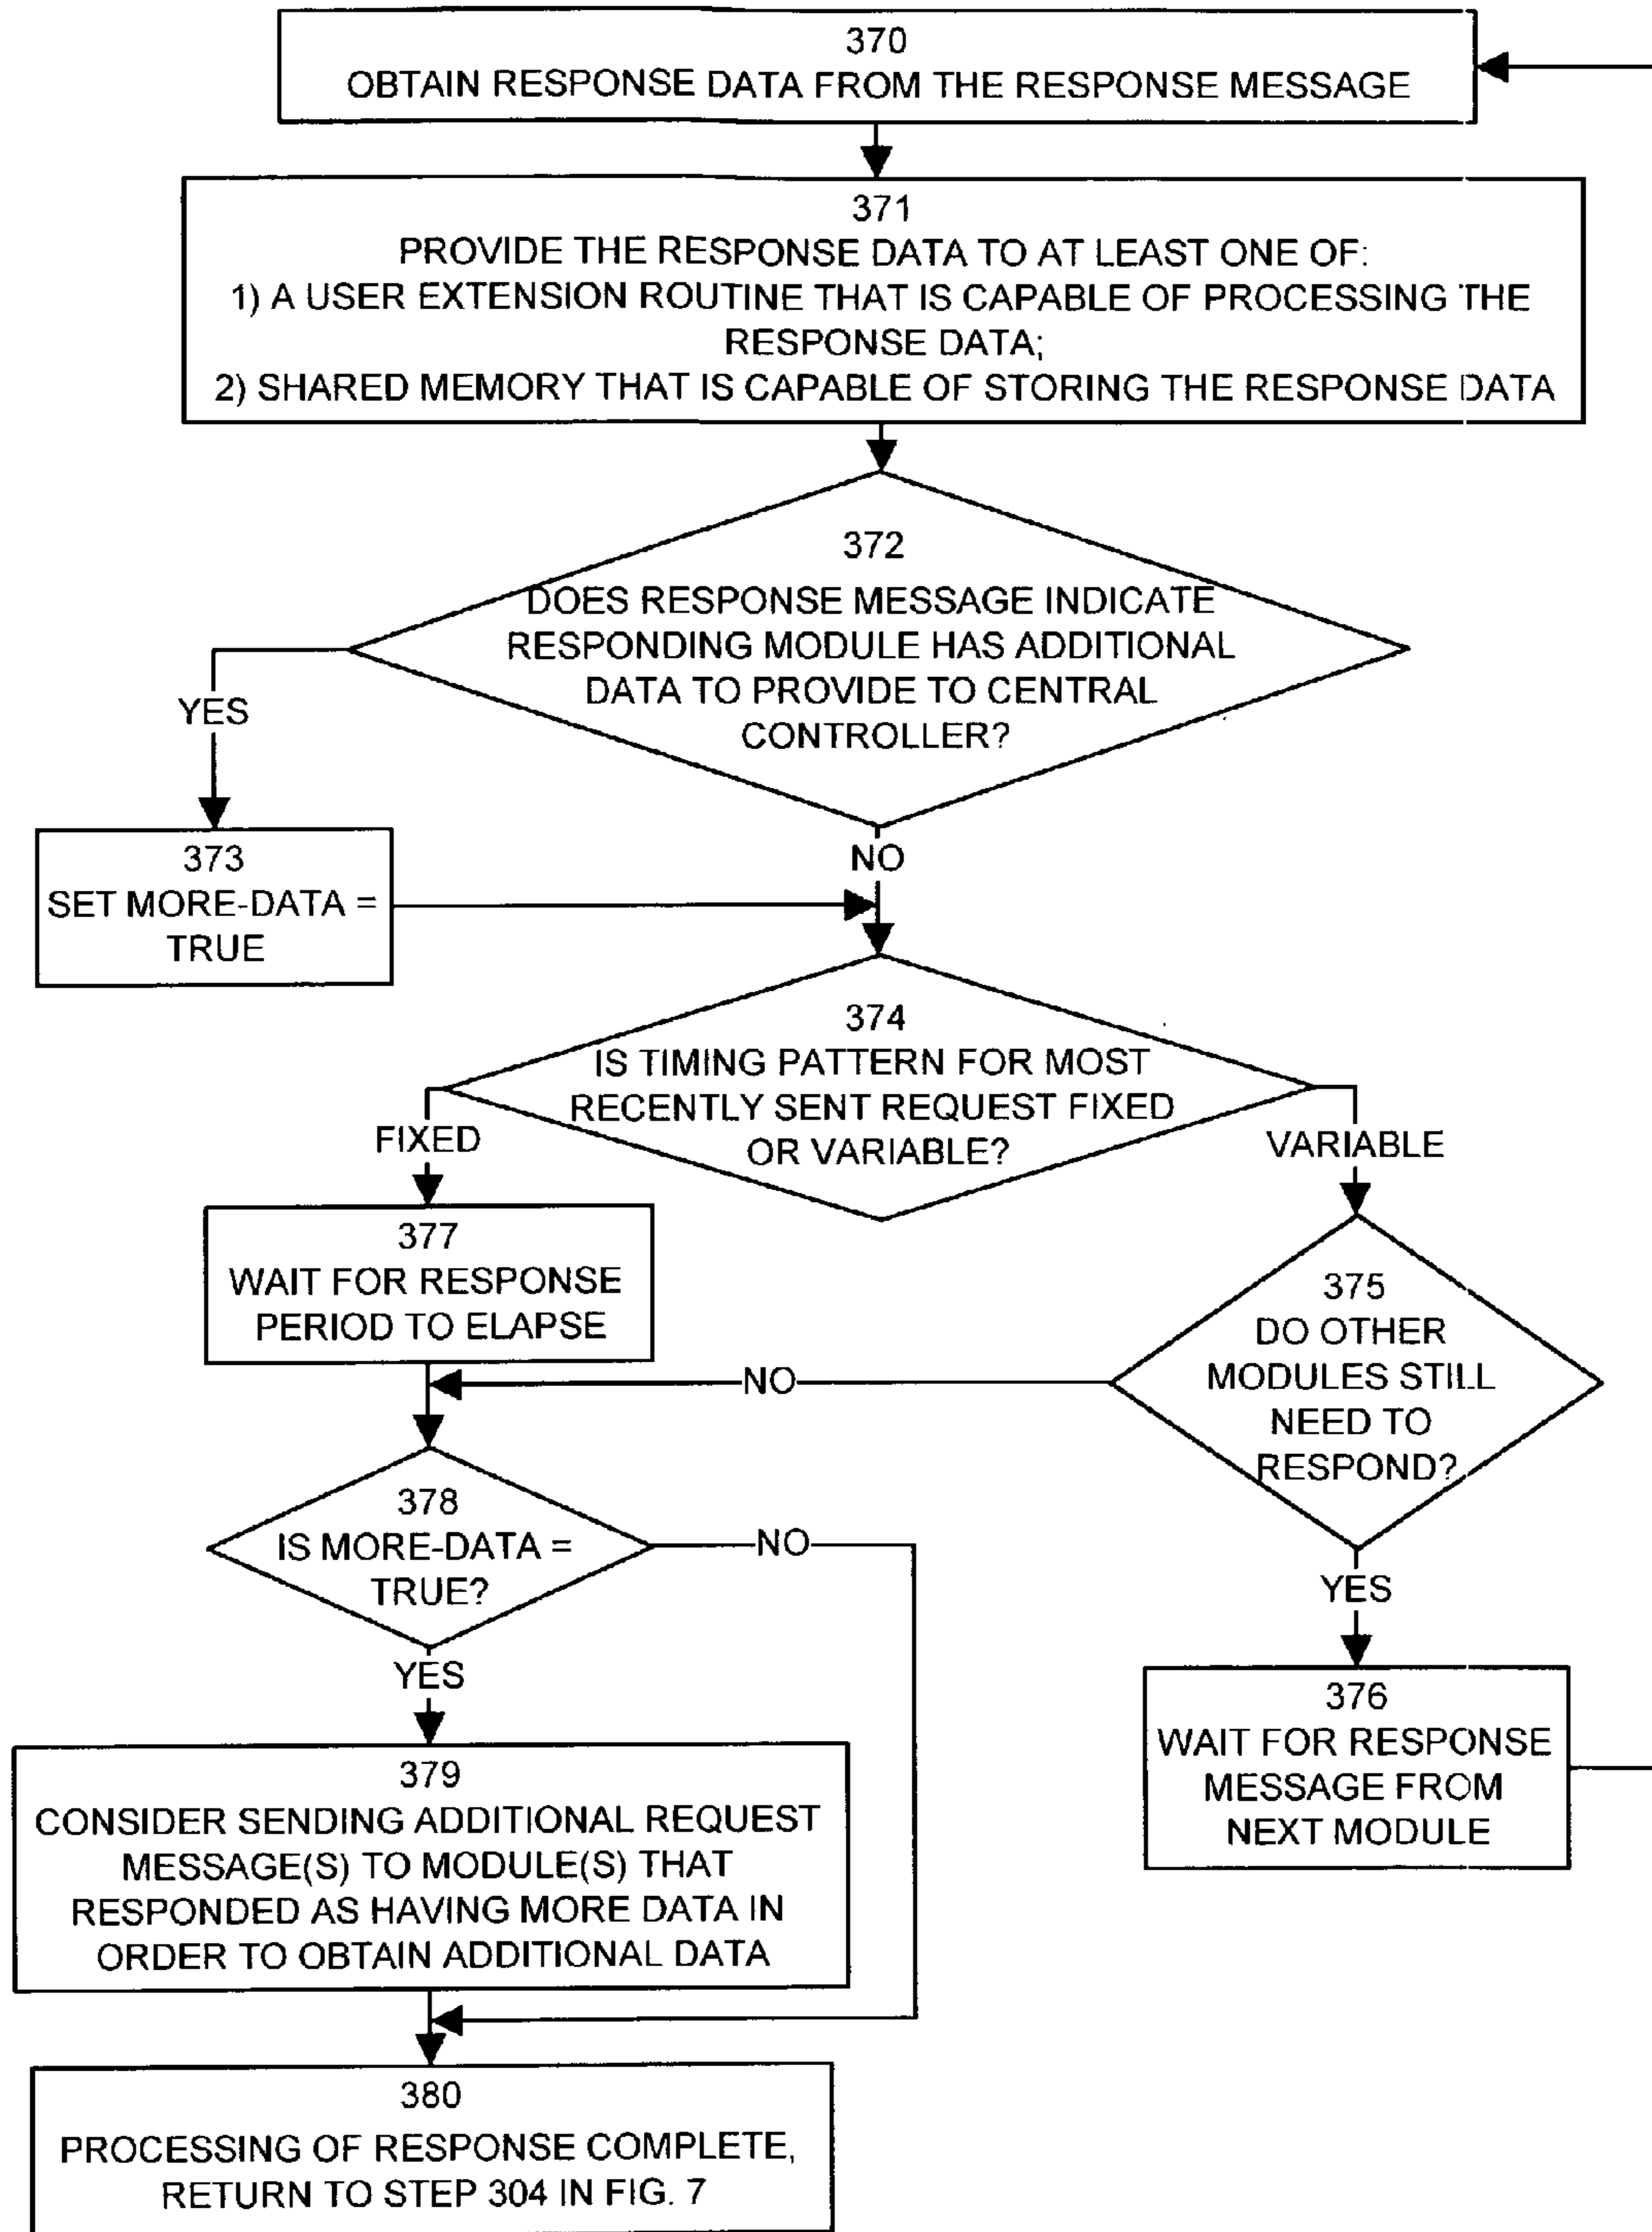 370
OBTAIN RESPONSE DATA FROM THE RESPONSE MESSAGE
371
PROVIDE THE RESPONSE DATA TO AT LEAST ONE OF:
1) A USER EXTENSION ROUTINE THAT IS CAPABLE OF PROCESSING THE
RESPONSE DATA;
2) SHARED MEMORY THAT IS CAPABLE OF STORING THE RESPONSE DATA
372
DOES RESPONSE MESSAGE INDICATE
RESPONDING MODULE HAS ADDITIONAL
DATA TO PROVIDE TO CENTRAL
CONTROLLER?
YES
NO
373
SET MORE-DATA =
TRUE
374
IS TIMING PATTERN FOR MOST
RECENTLY SENT REQUEST FIXED
OR VARIABLE?
FIXED
VARIABLE
377
WAIT FOR RESPONSE
PERIOD TO ELAPSE
375
DO OTHER
MODULES STILL
NEED TO
RESPOND?
NO
378
IS MORE-DATA =
TRUE?
NO
YES
YES
376
WAIT FOR RESPONSE
MESSAGE FROM
NEXT MODULE
379
CONSIDER SENDING ADDITIONAL REQUEST
MESSAGE(S) TO MODULE(S) THAT
RESPONDED AS HAVING MORE DATA IN
ORDER TO OBTAIN ADDITIONAL DATA
380
PROCESSING OF RESPONSE COMPLETE,
RETURN TO STEP 304 IN FIG. 7